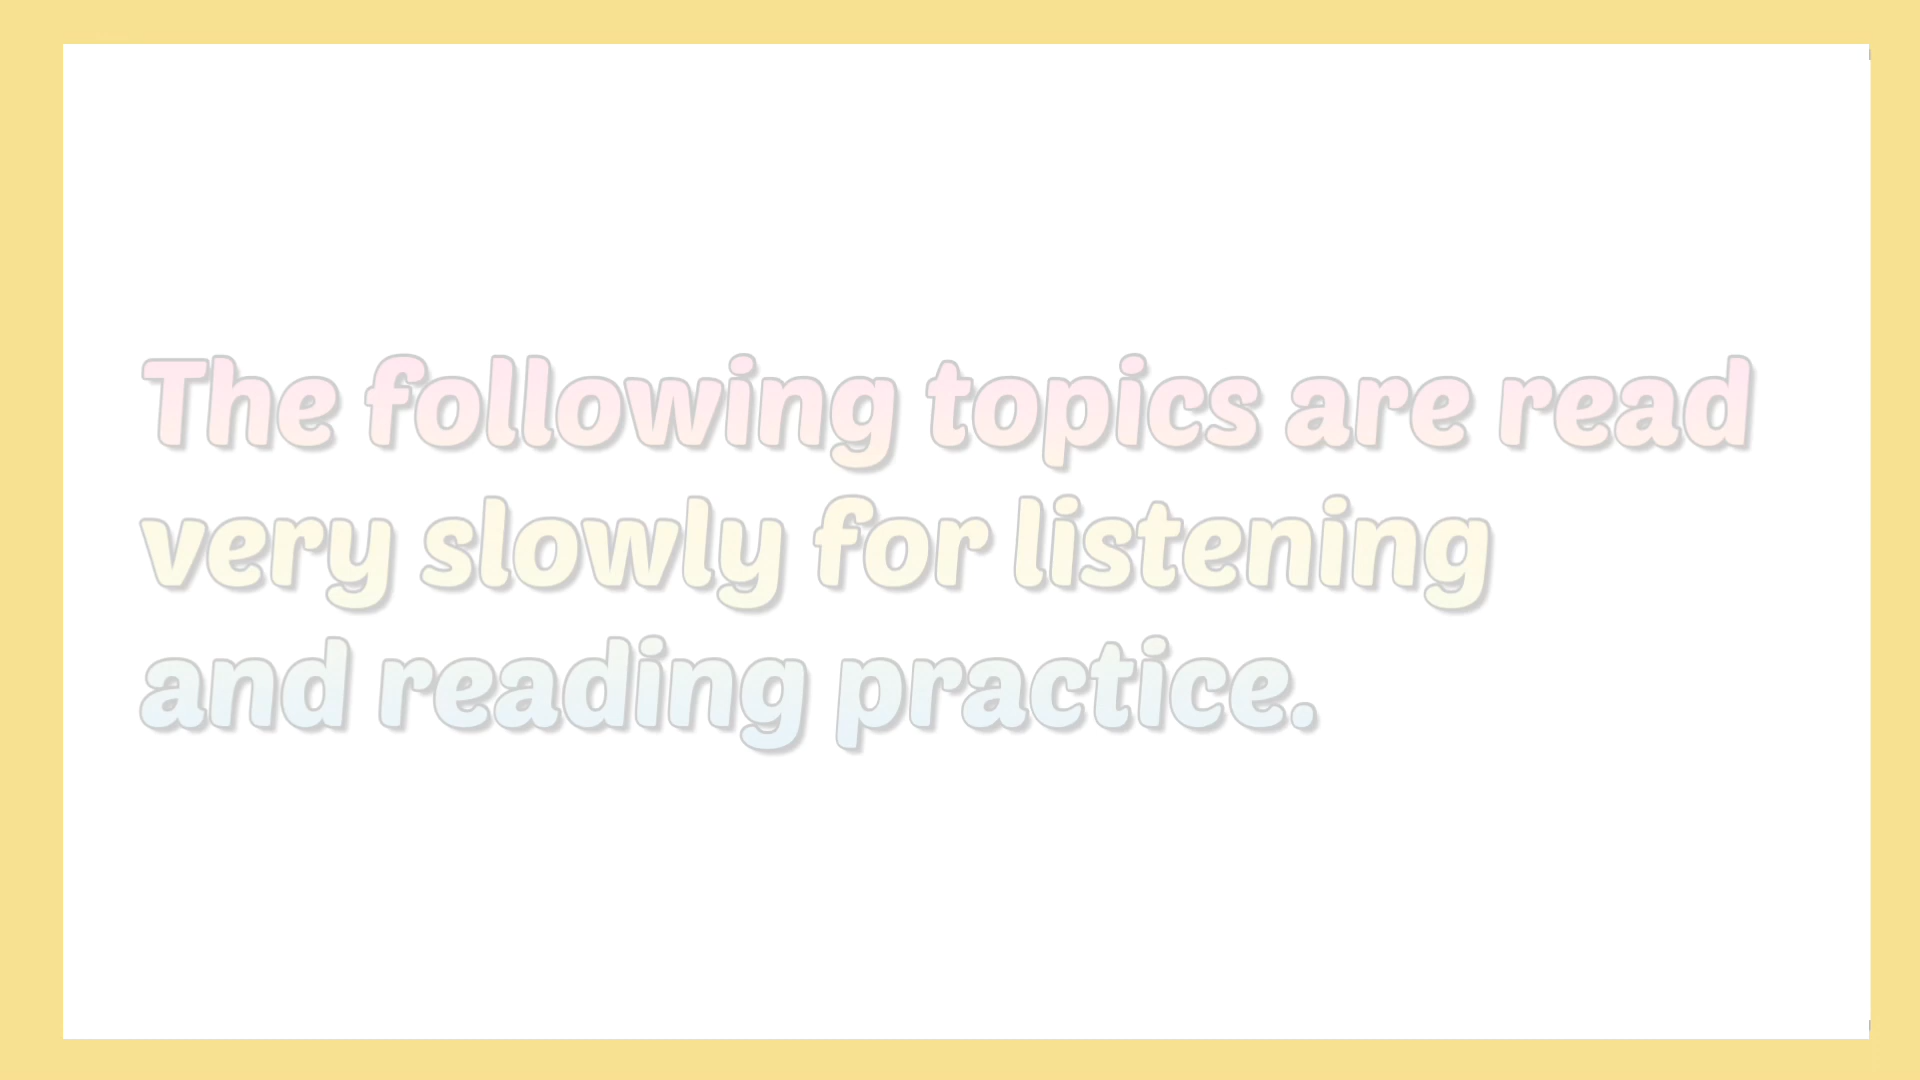 The following topics are read
very slowly for listening
and reading practice.